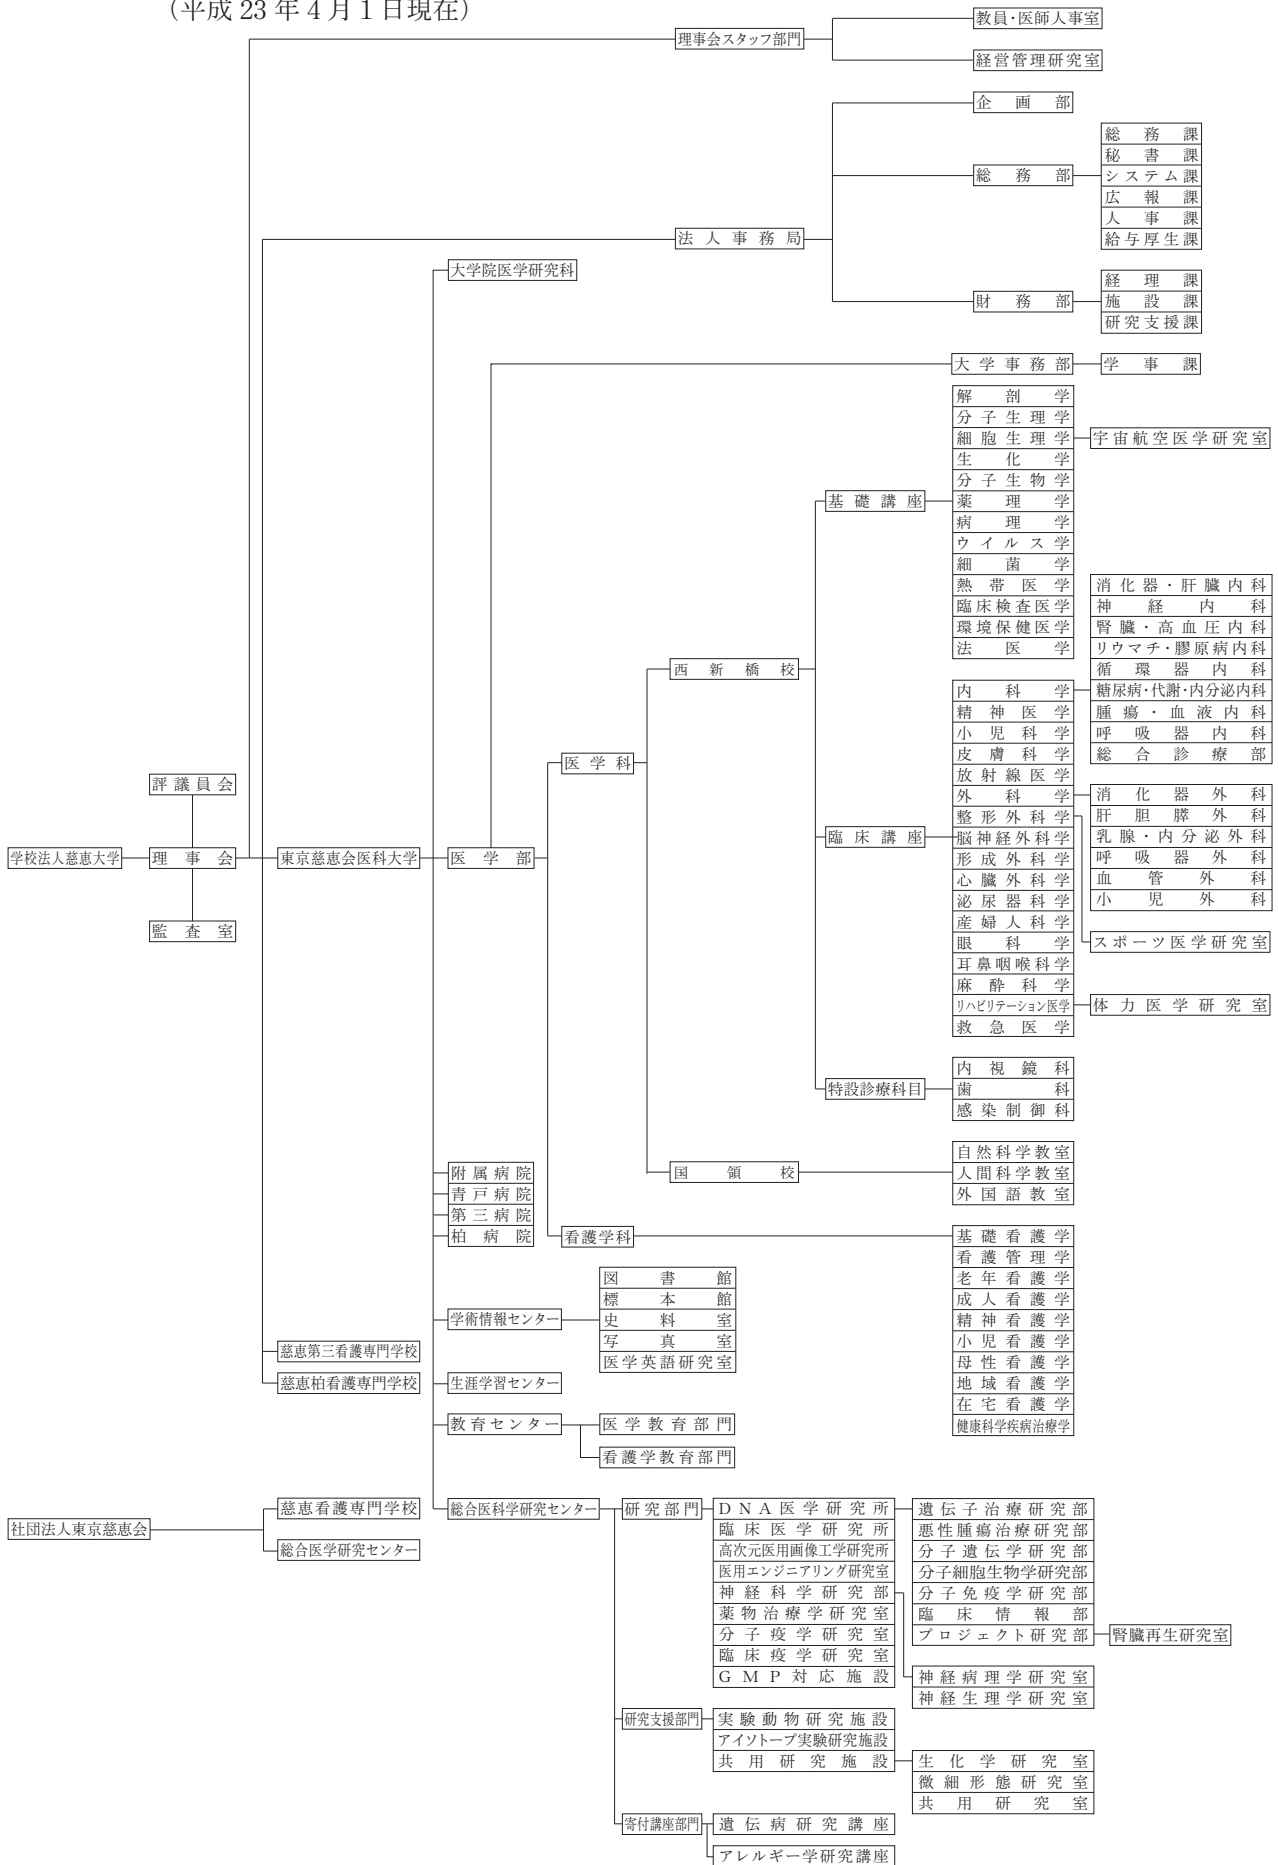 （平成 23 年 4 月 1 日現在）
教員・医師人事室
理事会スタッフ部門
経営管理研究室
企画部
総務課
秘書課
総務部
システム課
広報課
人事課
給与厚生課
法人事務局
大学院医学研究科
経理課
財務部
施設課
研究支援課
大学事務部
学事課
解剖学
分子生理学
細胞生理学
宇宙航空医学研究室
生化学
分子生物学
基礎講座
薬理学
病理学
ウイルス学
細菌学
熱帯医学
臨床検査医学
環境保健医学
法医学
消化器・肝臓内科
神経内科
腎臓・高血圧内科
リウマチ・膠原病内科
循環器内科
糖尿病・代謝・内分泌内科
腫瘍・血液内科
呼吸器内科
総合診療部
西新橋校
内科学
精神医学
小児科学
皮膚科学
放射線医学
外科学
整形外科学
臨床講座
脳神経外科学
形成外科学
心臓外科学
泌尿器科学
産婦人科学
眼科学
耳鼻咽喉科学
麻酔科学
リハビリテーション医学
救急医学
消化器外科
肝胆膵外科
乳腺・内分泌外科
呼吸器外科
血管外科
小児外科
スポーツ医学研究室
体力医学研究室
医学科
評議員会
学校法人慈恵大学
理事会
東京慈恵会医科大学
医学部
監査室
内視鏡科
特設診療科目
歯科
感染制御科
自然科学教室
国領校
人間科学教室
外国語教室
附属病院
青戸病院
第三病院
柏病院
看護学科
基礎看護学
看護管理学
老年看護学
成人看護学
精神看護学
小児看護学
母性看護学
地域看護学
在宅看護学
健康科学疾病治療学
図書館
標本館
学術情報センター
史料室
写真室
医学英語研究室
慈恵第三看護専門学校
慈恵柏看護専門学校
生涯学習センター
教育センター
医学教育部門
看護学教育部門
慈恵看護専門学校
社団法人東京慈恵会
総合医学研究センター
総合医科学研究センター
研究部門
DNA医学研究所
臨床医学研究所
高次元医用画像工学研究所
医用エンジニアリング研究室
神経科学研究部
薬物治療学研究室
分子疫学研究室
臨床疫学研究室
GMP対応施設
遺伝子治療研究部
悪性腫瘍治療研究部
分子遺伝学研究部
分子細胞生物学研究部
分子免疫学研究部
臨床情報部
プロジェクト研究部
腎臓再生研究室
神経病理学研究室
神経生理学研究室
研究支援部門
実験動物研究施設
アイソトープ実験研究施設
共用研究施設
生化学研究室
微細形態研究室
共用研究室
寄付講座部門
遺伝病研究講座
アレルギー学研究講座